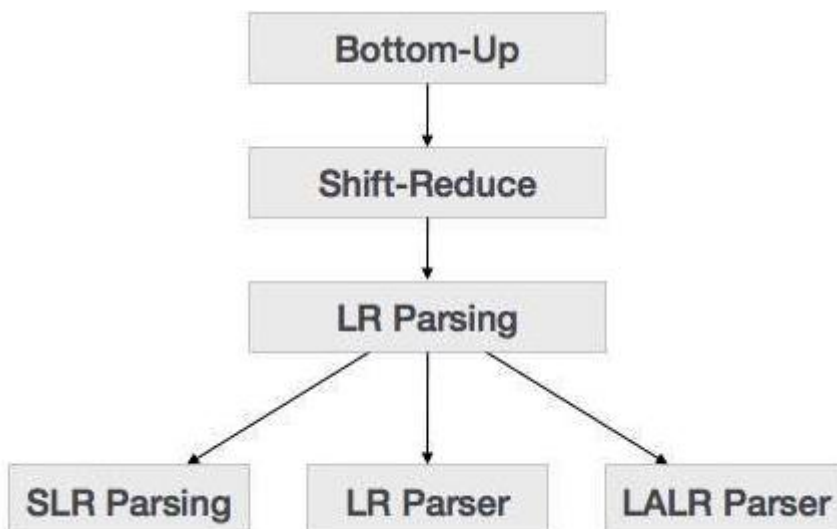 Bottom-Up
Shift-Reduce
LR Parsing
SLR Parsing
LR Parser
LALR Parser